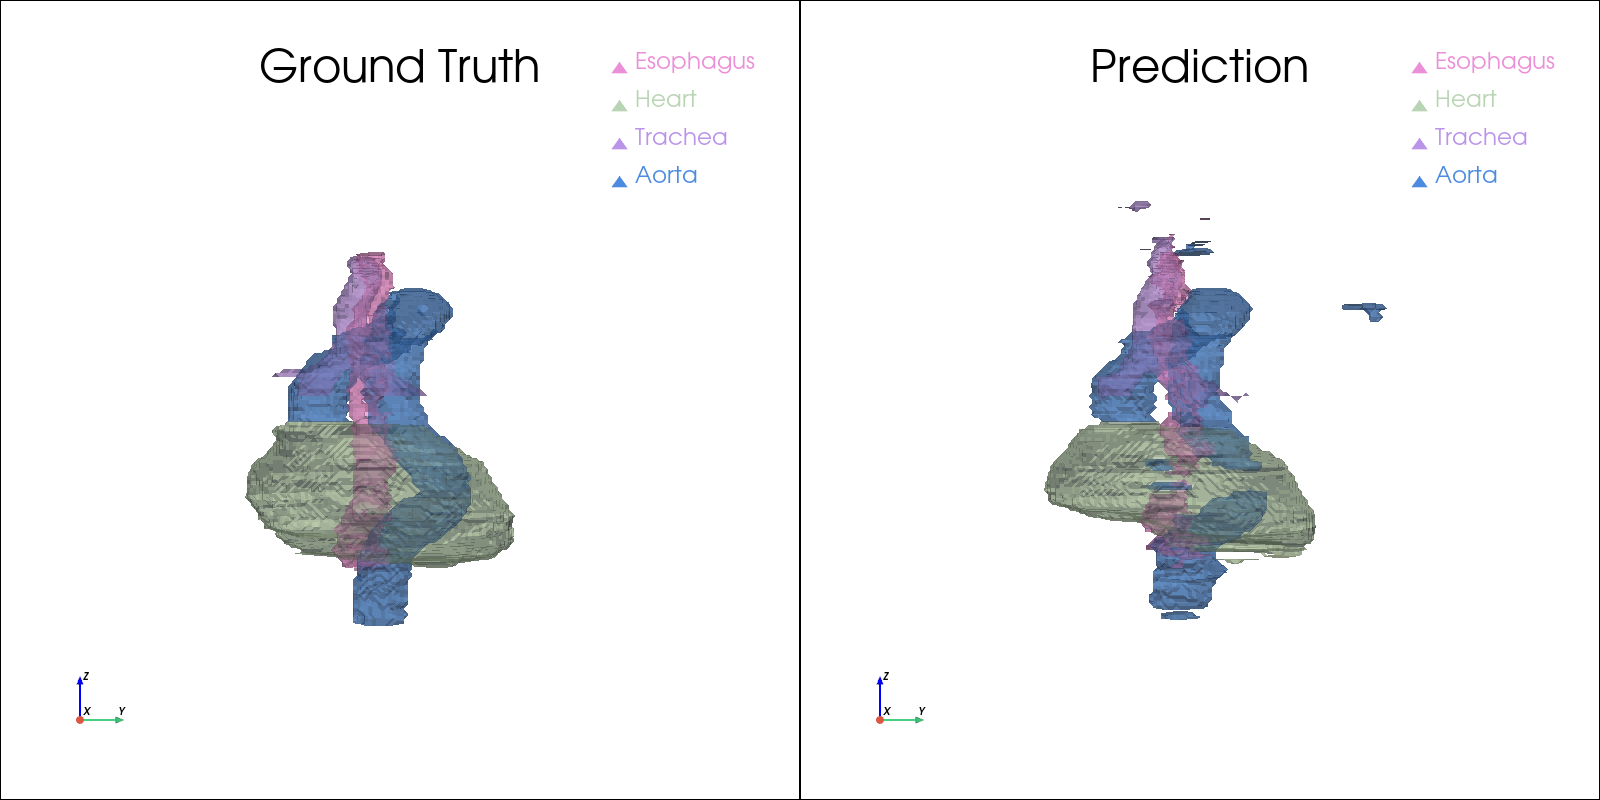 Ground Truth
Esophagus
Heart
Trachea
Aorta
Z
X
Y
Prediction
Esophagus
Heart
Trachea
Aorta
Z
X
Y